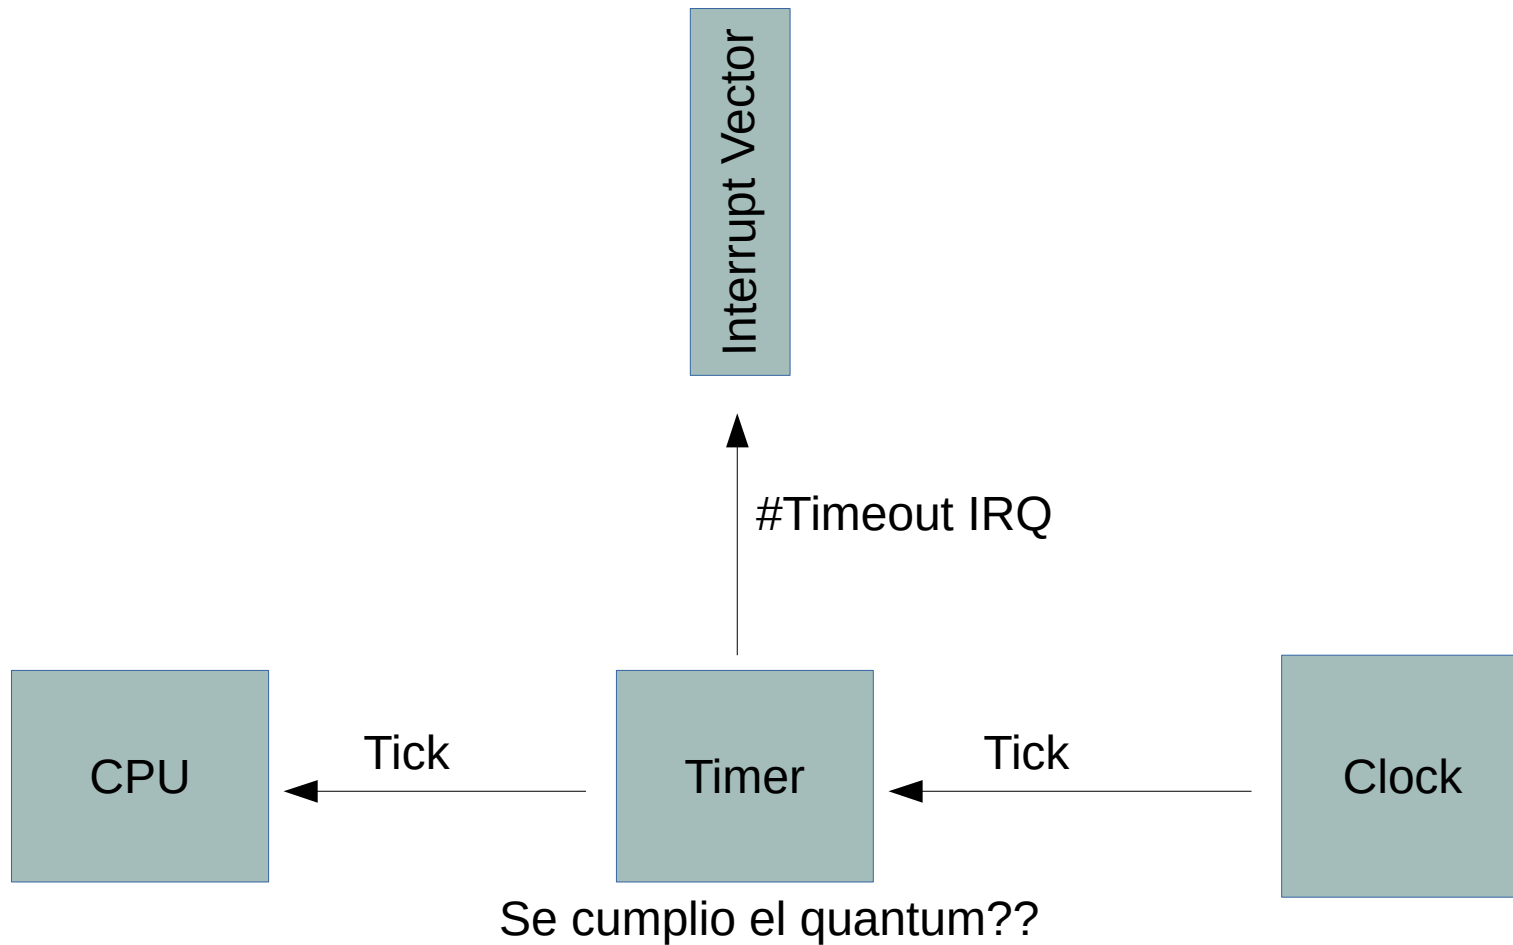 Interrupt Vector
#Timeout IRQ
Tick
Tick
CPU
Timer
Clock
Se cumplio el quantum??